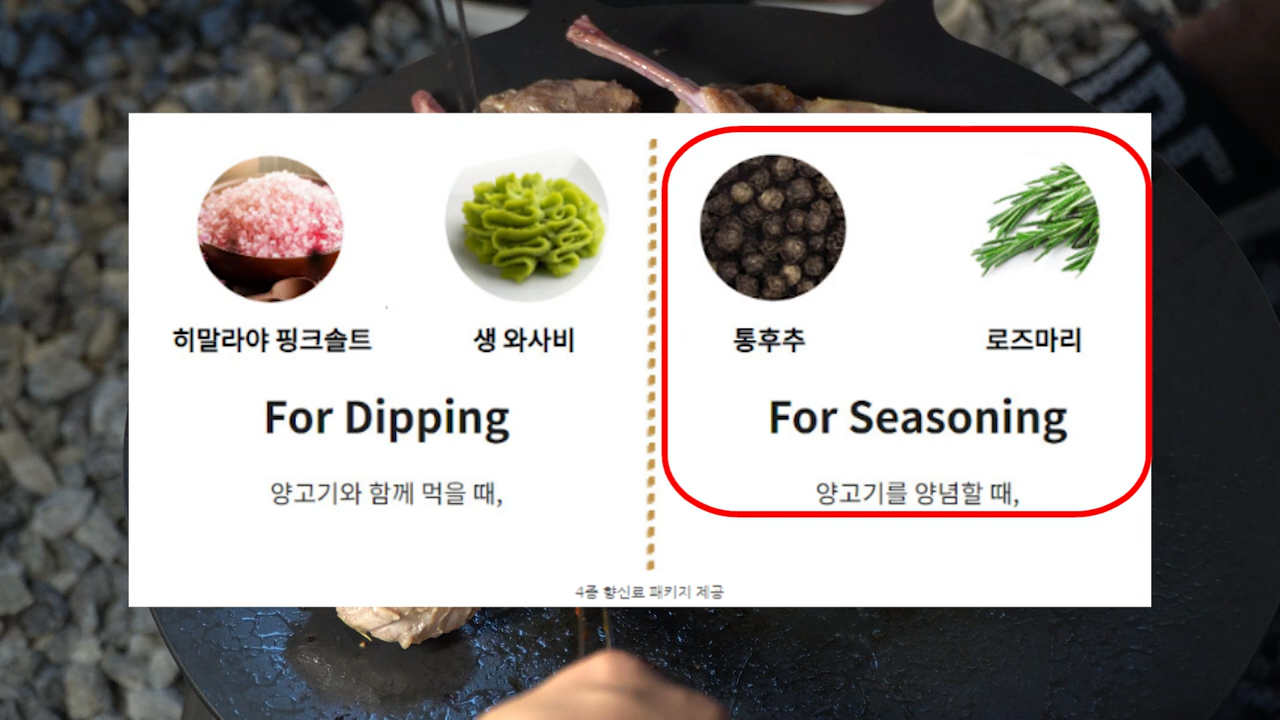 히말라야 핑크솔트
생 와사비
통후추
로즈마리
For Dipping
For Seasoning
양고기와 함께 먹을 때,
양고기를 양념할 때,
4종 향신료 패키지 제공